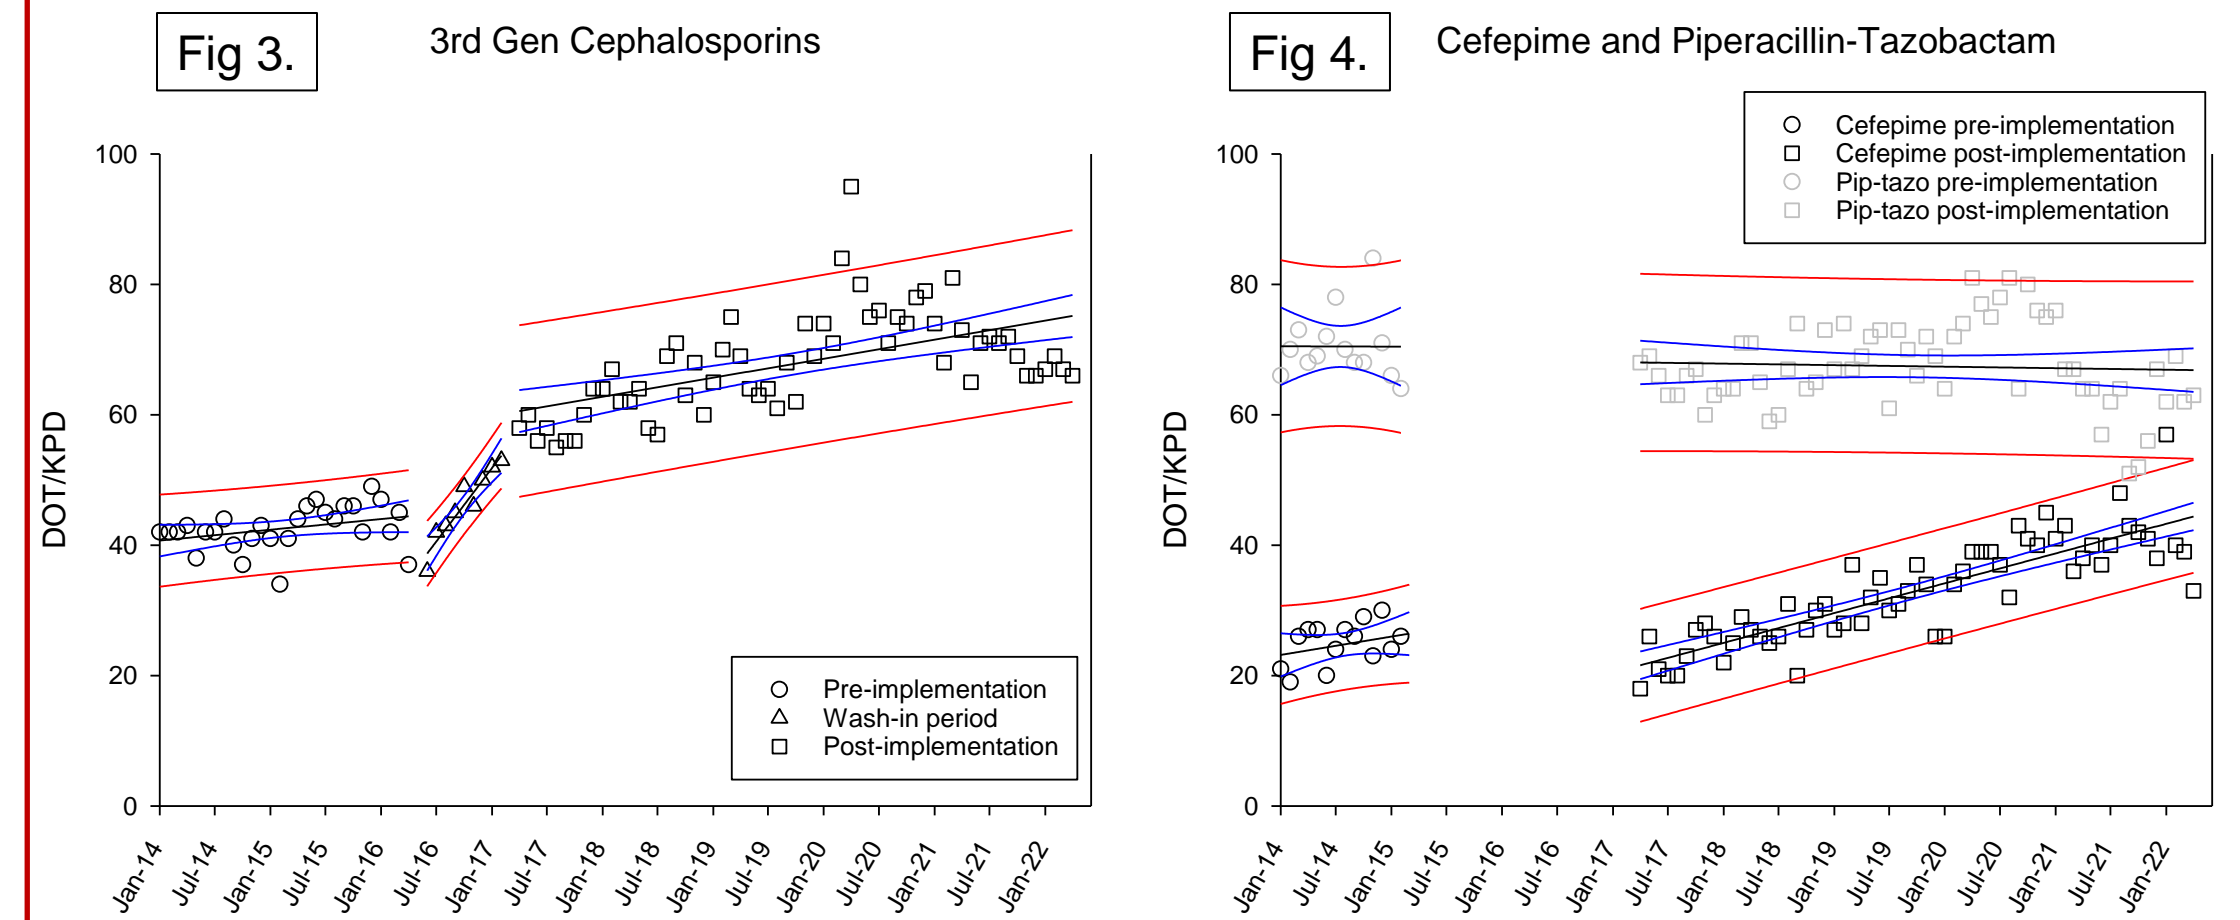 Fig 3.
3rd Gen Cephalosporins
100
80
60
40
20
0
DOT/KPD
Pre-implementation
Wash-in period
Post-implementation
Jan-14
Jul-14
Jan-15
Jul-15
Jan-16
Jul-16
Jan-17
Jul-17
Jan-18
Jul-18
Jan-19
Jul-19
Jan-20
Jul-20
Jan-21
Jul-21
Jan-22
Fig 4.
Cefepime and Piperacillin-Tazobactam
Cefepime pre-implementation
Cefepime post-implementation
Pip-tazo pre-implementation
Pip-tazo post-implementation
100
80
60
40
20
0
DOT/KPD
Jan-14
Jul-14
Jan-15
Jul-15
Jan-16
Jul-16
Jan-17
Jul-17
Jan-18
Jul-18
Jan-19
Jul-19
Jan-20
Jul-20
Jan-21
Jul-21
Jan-22